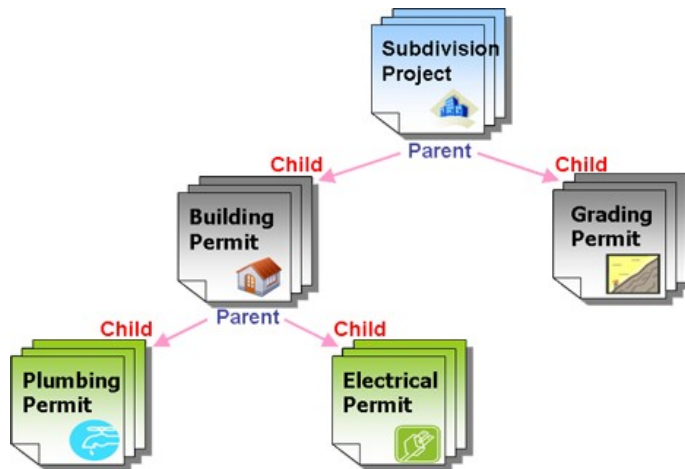 Subdivision
Project
Parent
Child
Child
Building
Permit
Grading
Permit
Parent
Child
Child
Plumbing
Permit
Electrical
Permit